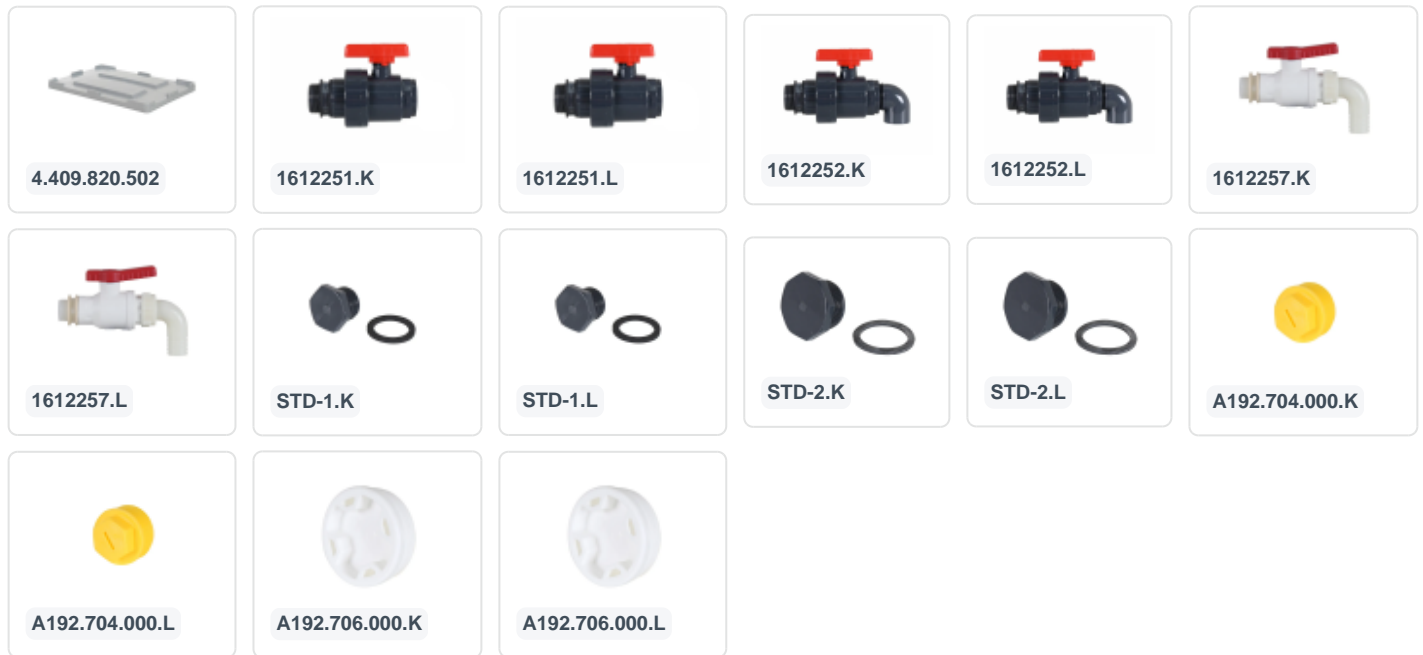 4.409.820.502
1612251.K
1612251.L
1612252.K
1612252.L
1612257.K
1612257.L
STD-1.K
STD-1.L
STD-2.K
STD-2.L
A192.704.000.K
A192.704.000.L
A192.706.000.K
A192.706.000.L